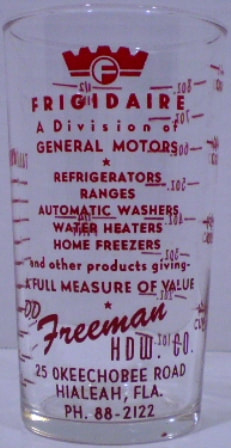 F
FRIGIDAIRE
A Division of
GENERAL MOTORS
REFRIGERATORS
RANGES
AUTOMATIC WASHERS
WATER HEATERS
HOME FREEZERS
and other products giving-
A FULL MEASURE OF VALUE
Freeman
HDW. CO.
25 OKEECHOBEE ROAD
HIALEAH, FLA.
PH. 88-2122